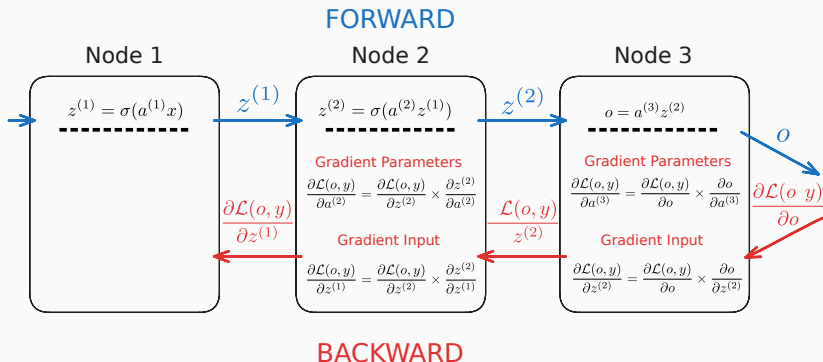 FORWARD
Node 1
Node 2
Node 3
z^{(1)} = σ(a^{(1)}x)
z^{(1)}
z^{(2)} = σ(a^{(2)}z^{(1)})
z^{(2)}
o = a^{(3)}z^{(2)}
o
Gradient Parameters
∂ℒ(o, y)/∂a^{(2)} = ∂ℒ(o, y)/∂z^{(2)} × ∂z^{(2)}/∂a^{(2)}
Gradient Parameters
∂ℒ(o, y)/∂a^{(3)} = ∂ℒ(o, y)/∂o × ∂o/∂a^{(3)}
∂ℒ(o, y)/∂z^{(1)}
ℒ(o, y)/z^{(2)}
∂ℒ(o y)/∂o
Gradient Input
∂ℒ(o, y)/∂z^{(1)} = ∂ℒ(o, y)/∂z^{(2)} × ∂z^{(2)}/∂z^{(1)}
Gradient Input
∂ℒ(o, y)/∂z^{(2)} = ∂ℒ(o, y)/∂o × ∂o/∂z^{(2)}
BACKWARD